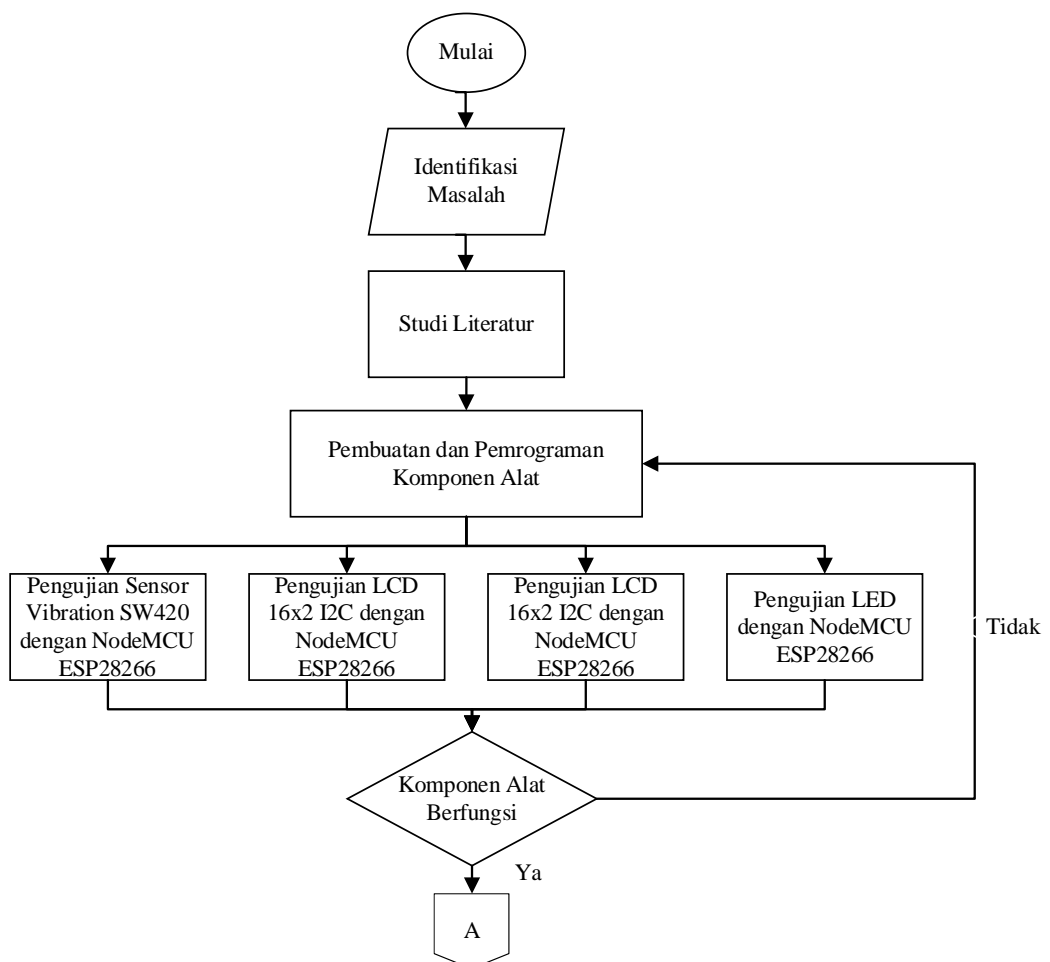 Mulai
Identifikasi
Masalah
Studi Literatur
Pembuatan dan Pemrograman
Komponen Alat
Pengujian Sensor
Vibration SW420
dengan NodeMCU
ESP28266
Pengujian LCD
16x2 I2C dengan
NodeMCU
ESP28266
Pengujian LCD
16x2 I2C dengan
NodeMCU
ESP28266
Pengujian LED
dengan NodeMCU
ESP28266
Tidak
Komponen Alat
Berfungsi
Ya
A